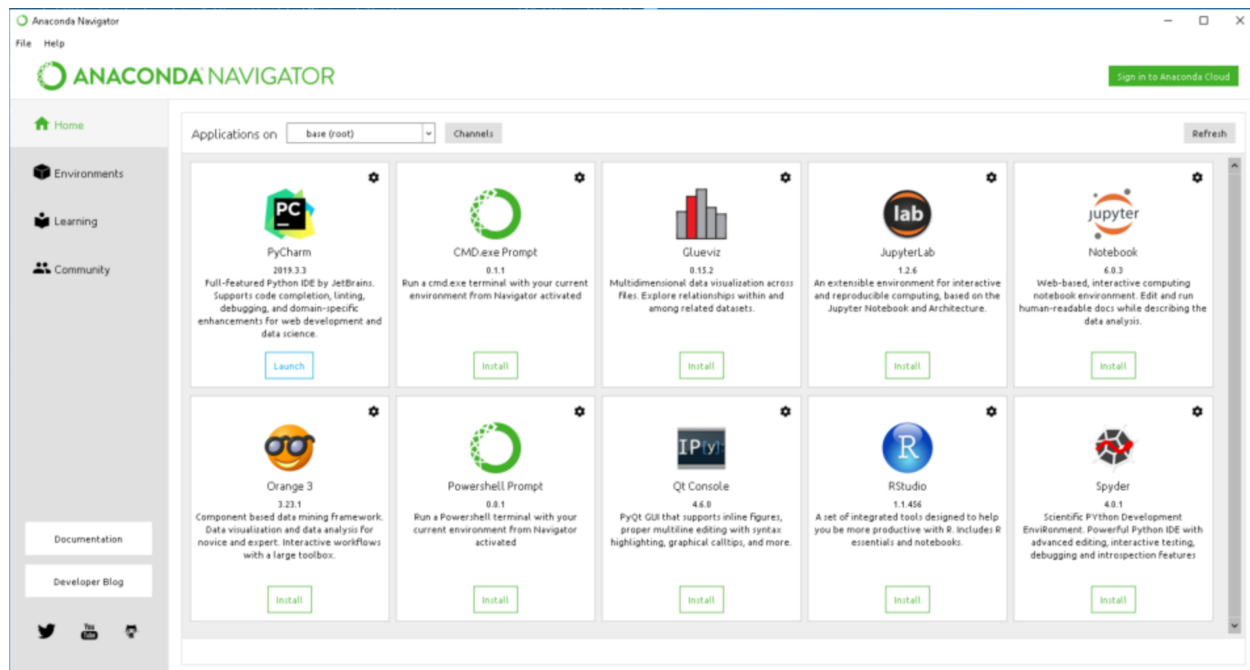 Anaconda Navigator
File Help
ANACONDA NAVIGATOR
Sign in to Anaconda Cloud
Home
Environments
Learning
Community
Documentation
Developer Blog
You
Tube
Applications on base (root) Channels Refresh
PC
PyCharm
2019.3.3
Full-featured Python IDE by JetBrains.
Supports code completion, linting,
debugging, and domain-specific
enhancements for web development and
data science.
Launch
CMD.exe Prompt
0.1.1
Run a cmd.exe terminal with your current
environment from Navigator activated
Install
Glueviz
0.15.2
Multidimensional data visualization across
files. Explore relationships within and
among related datasets.
Install
lab
JupyterLab
1.2.6
An extensible environment for interactive
and reproducible computing, based on the
Jupyter Notebook and Architecture.
Install
jupyter
Notebook
6.0.3
Web-based, interactive computing
notebook environment. Edit and run
human-readable docs while describing the
data analysis.
Install
Orange 3
3.23.1
Component based data mining framework.
Data visualization and data analysis for
novice and expert. Interactive workflows
with a large toolbox.
Install
Powershell Prompt
0.0.1
Run a Powershell terminal with your
current environment from Navigator
activated
Install
IP[y]:
Qt Console
4.6.0
PyQt GUI that supports inline figures,
proper multiline editing with syntax
highlighting, graphical calltips, and more.
Install
R
RStudio
1.1.456
A set of integrated tools designed to help
you be more productive with R. Includes R
essentials and notebooks.
Install
Spyder
4.0.1
Scientific PYthon Development
EnviRonment. Powerful Python IDE with
advanced editing, interactive testing,
debugging and introspection features
Install